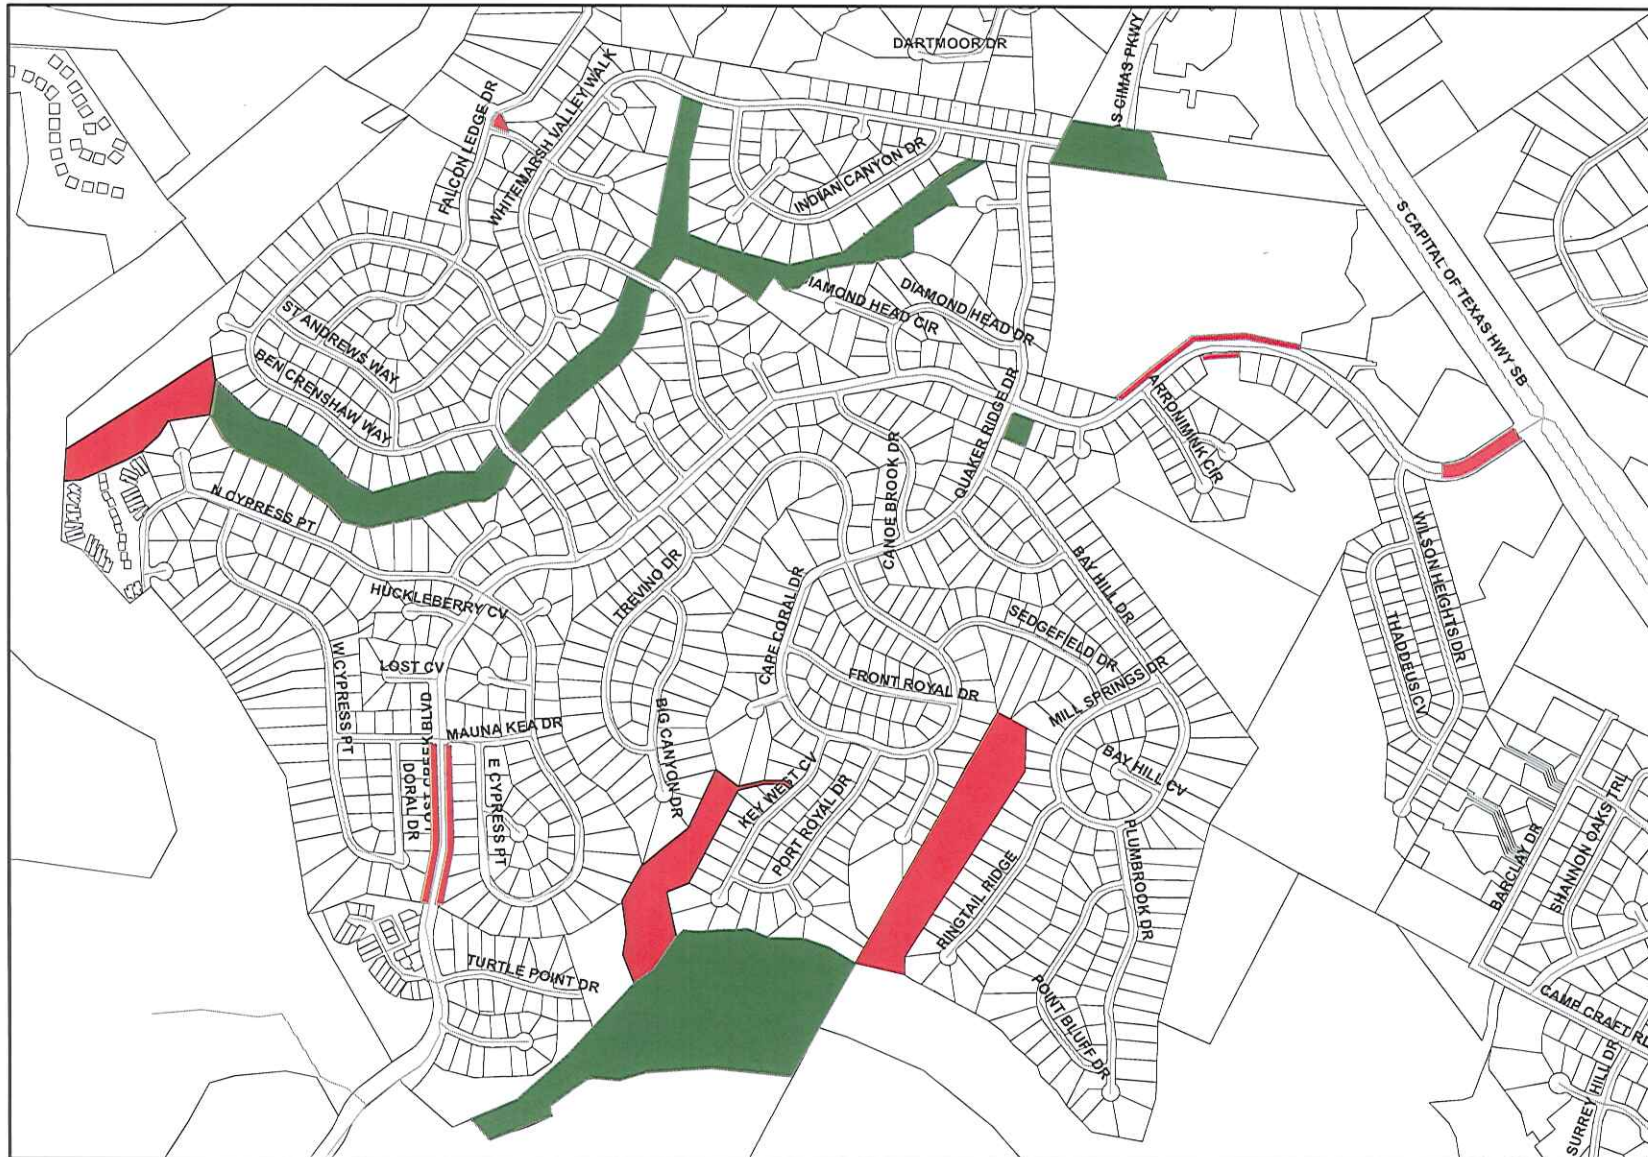 DARTMOOR DR
AS CIMAS PKWY
FALCON LEDGE DR
WHITEMARSH VALLEY WALK
INDIAN CANYON DR
S CAPITAL OF TEXAS HWY SB
DIAMOND HEAD DR
IAMOND HEAD CIR
ST ANDREWS WAY
BEN CRENSHAW WAY
ARRONIMINK CIR
QUAKER RIDGE DR
CANOE BROOK DR
N CYPRESS PT
WILSON HEIGHTS DR
TREVINO DR
BAY HILL DR
HUCKLEBERRY CV
CAPE CORAL DR
SEDGEFIELD DR
THADDEUS CV
LOST CV
W CYPRESS PT
FRONT ROYAL DR
MILL SPRINGS DR
BIG CANYON DR
MAUNA KEA DR
LOST CREEK BLVD
DORAL DR
E CYPRESS PT
BAY HILL CV
KEY WEST CV
PORT ROYAL DR
PLUMBROOK DR
RINGTAIL RIDGE
BARCLAY DR
SHANNON OAKS TRL
TURTLE POINT DR
POINT BLUFF DR
CAMP CRAFT RD
SURREY HILL DR